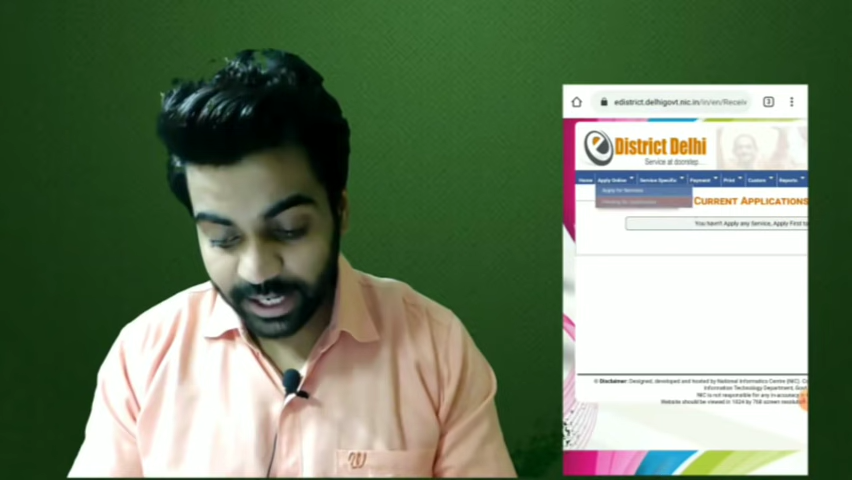 edistrict.delhigovt.nic.in/in/en/Receiv
3
District Delhi
Service at doorstep....
Home Apply Online Service Specific Payment Print Custom Reports
Apply for Services
CURRENT APPLICATIONS
You Havn't Apply any Service, Apply First to
© Disclaimer: Designed, developed and hosted by National Informatics Centre (NIC), C
Information Technology Department, Govt
NIC is not responsible for any in-accuracy
Website should be viewed in 1024 by 768 screen resolution
W